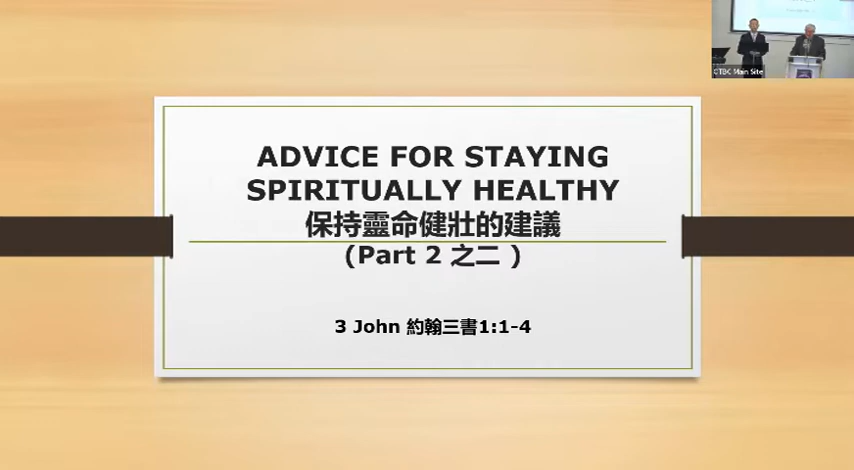 ADVICE FOR STAYING
SPIRITUALLY HEALTHY
保持靈命健壯的建議
(Part 2 之二 )
3 John 約翰三書1:1-4
CTBC Main Site